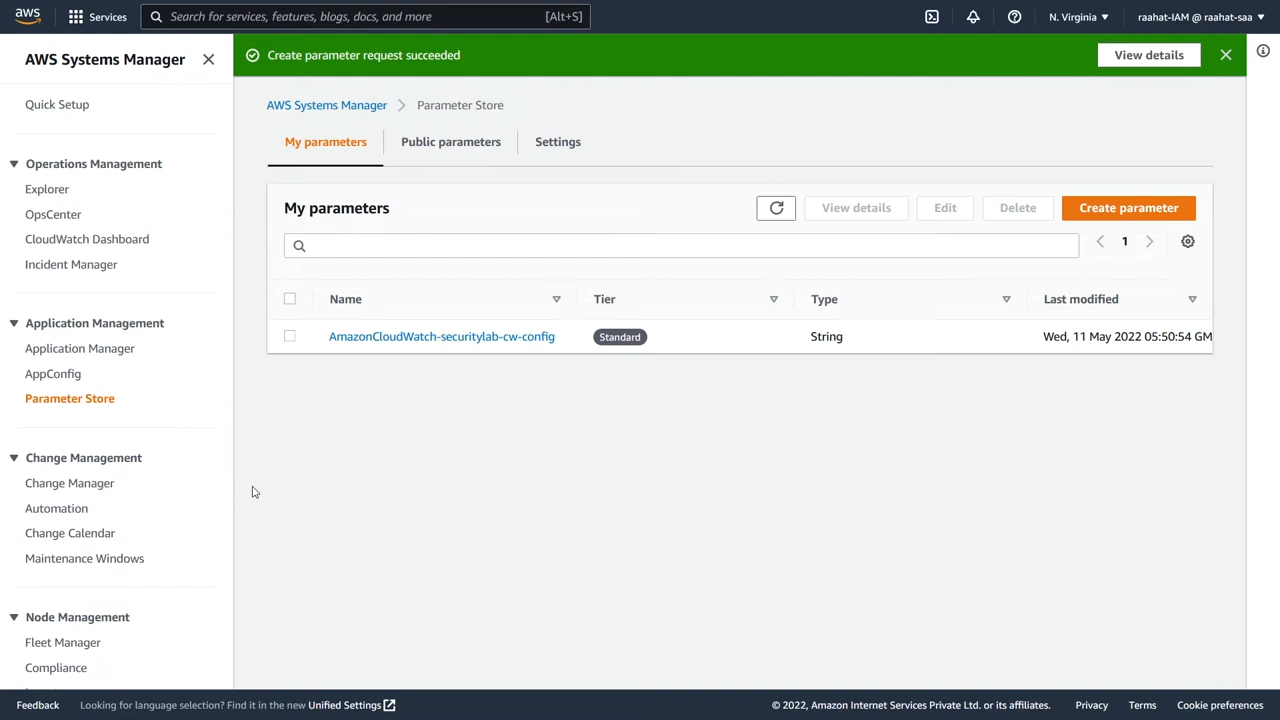 aws
Services
Search for services, features, blogs, docs, and more
[Alt+S]
N. Virginia
raahat-IAM @ raahat-saa
AWS Systems Manager
Quick Setup
Operations Management
Explorer
OpsCenter
CloudWatch Dashboard
Incident Manager
Application Management
Application Manager
AppConfig
Parameter Store
Change Management
Change Manager
Automation
Change Calendar
Maintenance Windows
Node Management
Fleet Manager
Compliance
Create parameter request succeeded
View details
AWS Systems Manager
Parameter Store
My parameters
Public parameters
Settings
My parameters
View details
Edit
Delete
Create parameter
1
Name
Tier
Type
Last modified
AmazonCloudWatch-securitylab-cw-config
Standard
String
Wed, 11 May 2022 05:50:54 GM
Feedback
Looking for language selection? Find it in the new Unified Settings
© 2022, Amazon Internet Services Private Ltd. or its affiliates.
Privacy
Terms
Cookie preferences